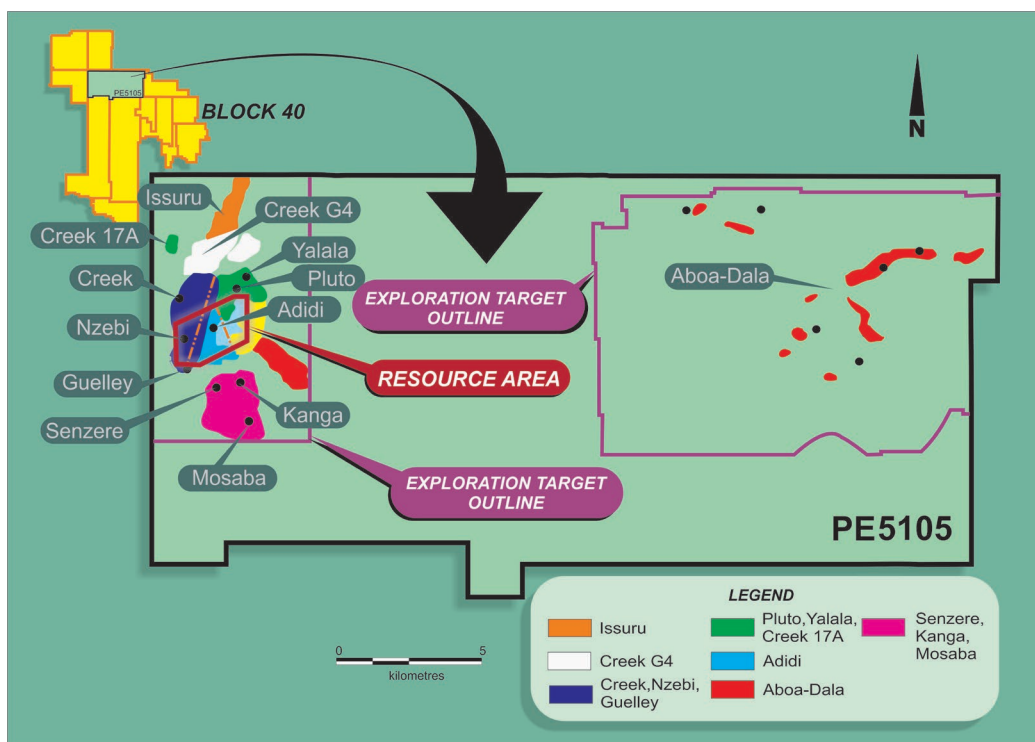 PE5105
BLOCK 40
N
Issuru
Creek G4
Creek 17A
Yalala
Creek
Pluto
Aboa-Dala
EXPLORATION TARGET
OUTLINE
Adidi
Nzebi
RESOURCE AREA
Guelley
Kanga
Senzere
Mosaba
EXPLORATION TARGET
OUTLINE
PE5105
LEGEND
Issuru
Creek G4
Creek,Nzebi,
Guelley
Pluto,Yalala,
Creek 17A
Adidi
Aboa-Dala
Senzere,
Kanga,
Mosaba
0
5
kilometres